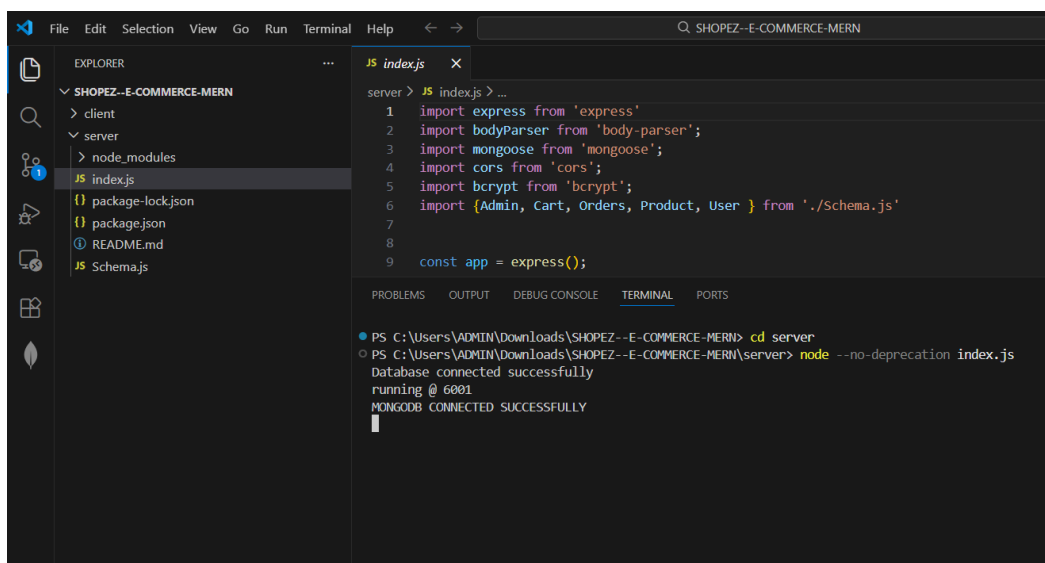 File Edit Selection View Go Run Terminal Help
SHOPEZ--E-COMMERCE-MERN
EXPLORER
SHOPEZ--E-COMMERCE-MERN
client
server
node_modules
JS index.js
{} package-lock.json
{} package.json
README.md
JS Schema.js
1
JS index.js
server > JS index.js > ...
1 import express from 'express'
2 import bodyParser from 'body-parser';
3 import mongoose from 'mongoose';
4 import cors from 'cors';
5 import bcrypt from 'bcrypt';
6 import {Admin, Cart, Orders, Product, User } from './Schema.js'
7
8
9 const app = express();
PROBLEMS OUTPUT DEBUG CONSOLE TERMINAL PORTS
PS C:\Users\ADMIN\Downloads\SHOPEZ--E-COMMERCE-MERN> cd server
PS C:\Users\ADMIN\Downloads\SHOPEZ--E-COMMERCE-MERN\server> node --no-deprecation index.js
Database connected successfully
running @ 6001
MONGODB CONNECTED SUCCESSFULLY